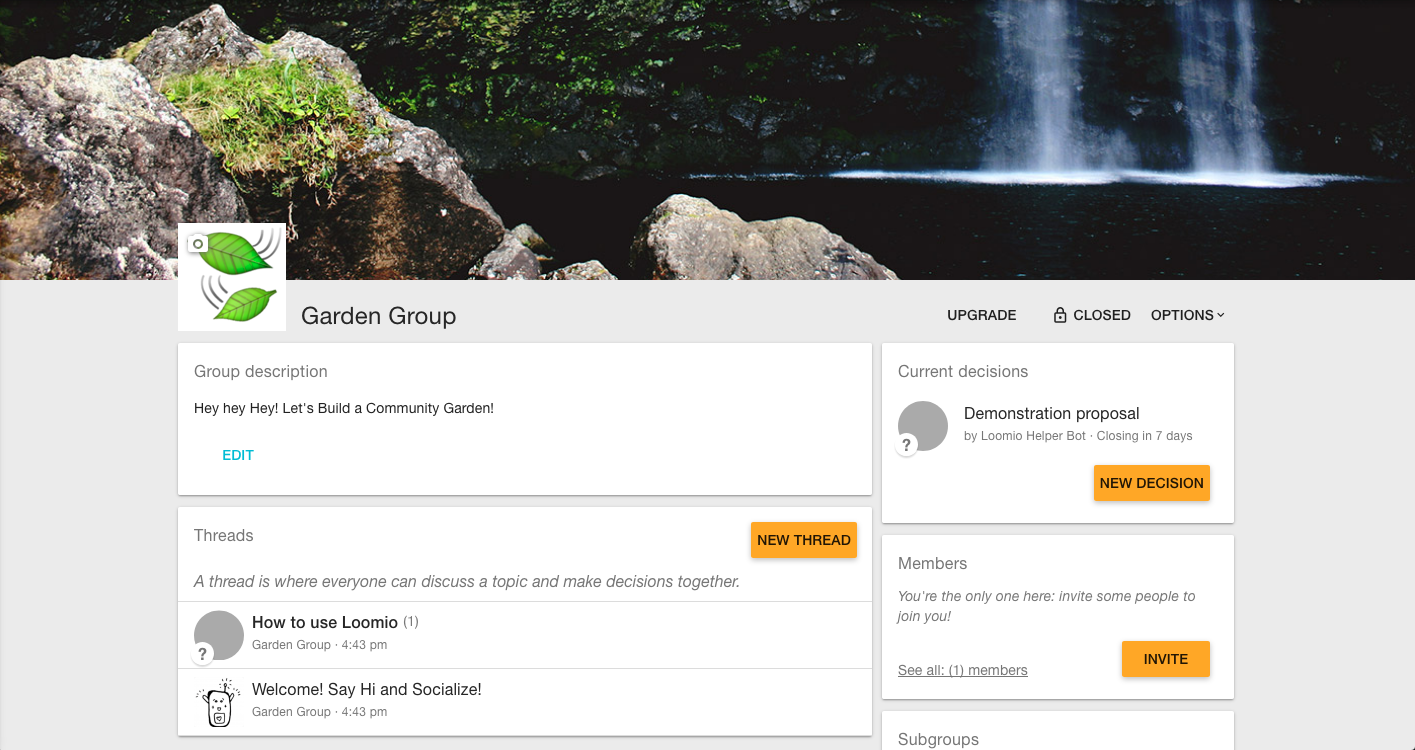 Garden Group
UPGRADE
CLOSED
OPTIONS
Group description
Hey hey Hey! Let's Build a Community Garden!
EDIT
Threads
NEW THREAD
A thread is where everyone can discuss a topic and make decisions together.
?
How to use Loomio (1)
Garden Group · 4:43 pm
Welcome! Say Hi and Socialize!
Garden Group · 4:43 pm
Current decisions
?
Demonstration proposal
by Loomio Helper Bot · Closing in 7 days
NEW DECISION
Members
You're the only one here: invite some people to
join you!
See all: (1) members
INVITE
Subgroups